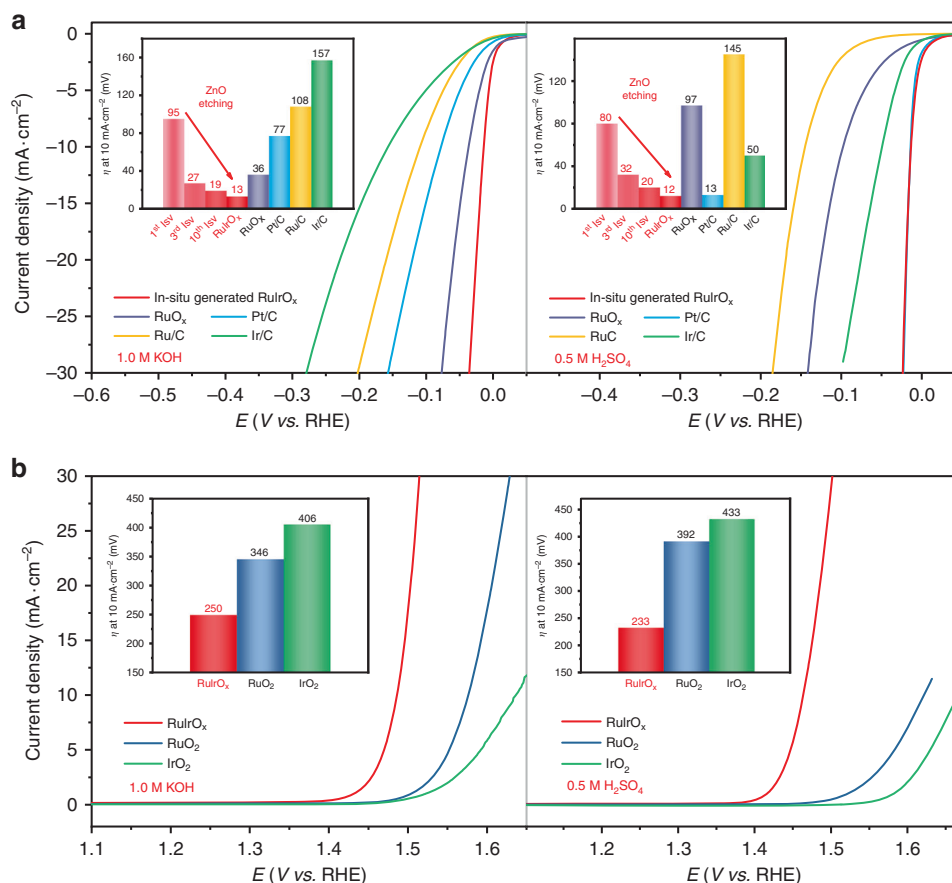 a
Current density (mA·cm⁻²)
0
−5
−10
−15
−20
−25
−30
η at 10 mA·cm⁻² (mV)
160
120
80
40
0
95
27
19
13
36
77
108
157
ZnO
etching
1st lsv
3rd lsv
10th lsv
RuIrOx
RuOx
Pt/C
Ru/C
Ir/C
In-situ generated RuIrOx
RuOx Pt/C
Ru/C Ir/C
1.0 M KOH
−0.6 −0.5 −0.4 −0.3 −0.2 −0.1 0.0
E (V vs. RHE)
η at 10 mA·cm⁻² (mV)
120
80
40
0
80
32
20
12
97
13
145
50
ZnO
etching
1st lsv
3rd lsv
10th lsv
RuIrOx
RuOx
Pt/C
Ru/C
Ir/C
In-situ generated RuIrOx
RuOx Pt/C
RuC Ir/C
0.5 M H₂SO₄
−0.4 −0.3 −0.2 −0.1 0.0
E (V vs. RHE)
b
Current density (mA·cm⁻²)
30
25
20
15
10
5
0
η at 10 mA·cm⁻² (mV)
450
400
350
300
250
200
150
250
346
406
RuIrOx RuO₂ IrO₂
RuIrOx
RuO₂
IrO₂
1.0 M KOH
1.1 1.2 1.3 1.4 1.5 1.6
E (V vs. RHE)
η at 10 mA·cm⁻² (mV)
450
400
350
300
250
200
150
233
392
433
RuIrOx RuO₂ IrO₂
RuIrOx
RuO₂
IrO₂
0.5 M H₂SO₄
1.2 1.3 1.4 1.5 1.6
E (V vs. RHE)